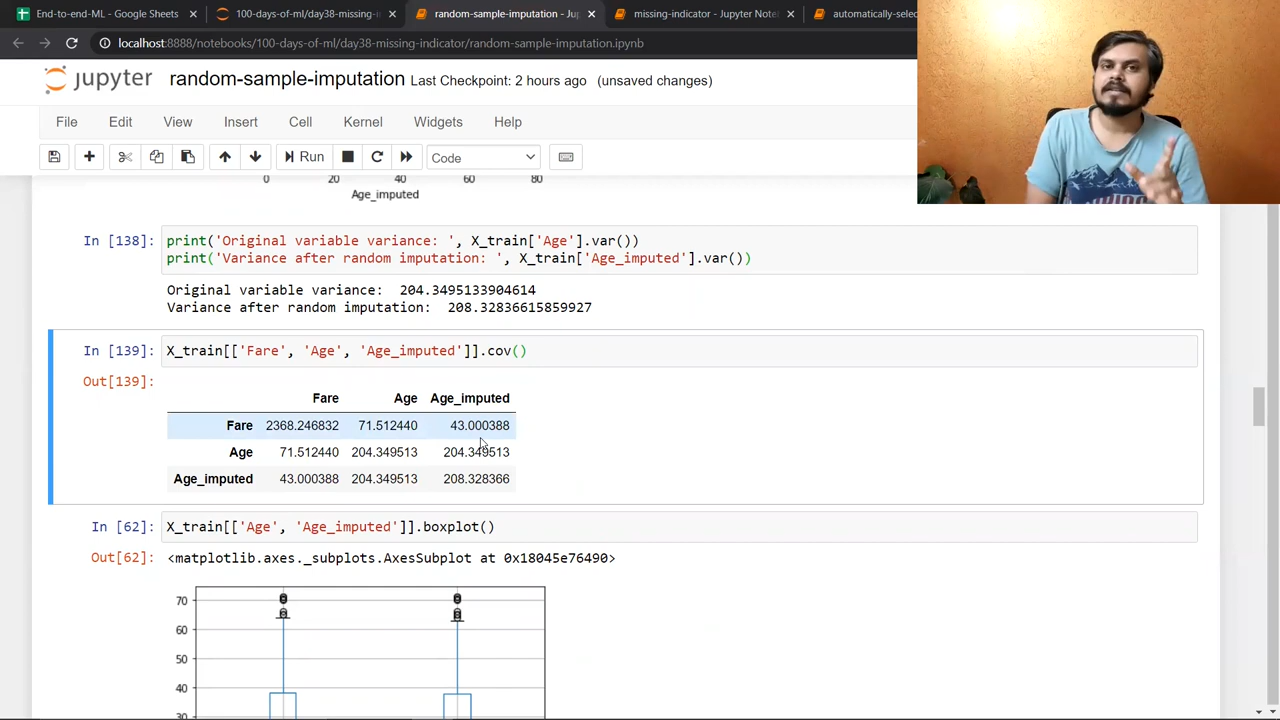 End-to-end-ML - Google Sheets
100-days-of-ml/day38-missing-in
random-sample-imputation - Jup
missing-indicator - Jupyter Note
automatically-selec
localhost:8888/notebooks/100-days-of-ml/day38-missing-indicator/random-sample-imputation.ipynb
jupyter random-sample-imputation Last Checkpoint: 2 hours ago (unsaved changes)
File Edit View Insert Cell Kernel Widgets Help
Run Code
0 20 40 60 80
Age_imputed
In [138]: print('Original variable variance: ', X_train['Age'].var())
print('Variance after random imputation: ', X_train['Age_imputed'].var())
Original variable variance:  204.3495133904614
Variance after random imputation:  208.32836615859927
In [139]: X_train[['Fare', 'Age', 'Age_imputed']].cov()
Out[139]:
Fare Age Age_imputed
Fare 2368.246832 71.512440 43.000388
Age 71.512440 204.349513 204.349513
Age_imputed 43.000388 204.349513 208.328366
In [62]: X_train[['Age', 'Age_imputed']].boxplot()
Out[62]: <matplotlib.axes._subplots.AxesSubplot at 0x18045e76490>
70
60
50
40
30